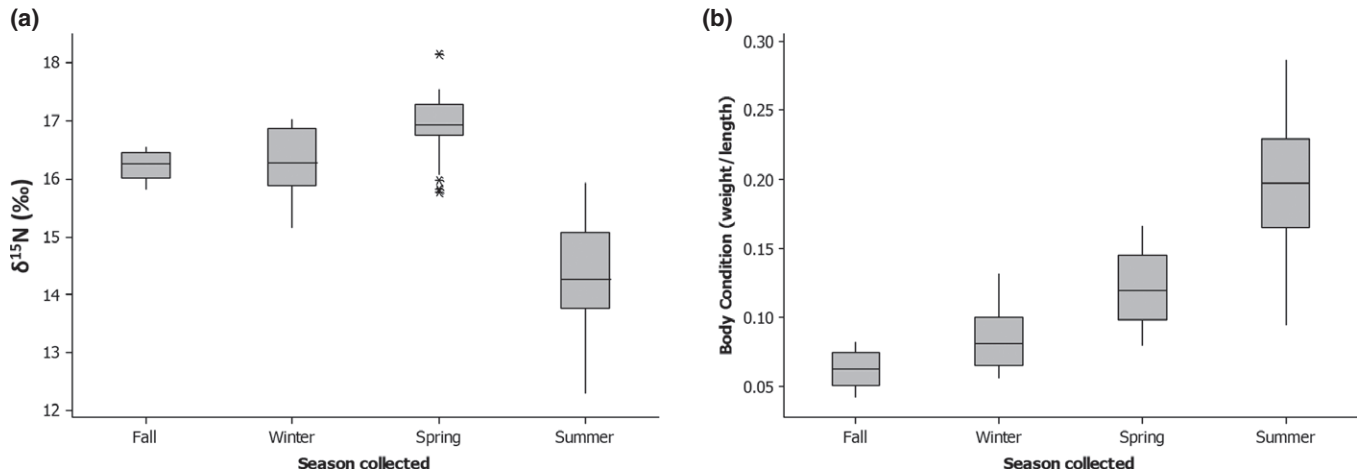 (a)
18
17
16
15
14
13
12
δ¹⁵N (‰)
Fall Winter Spring Summer
Season collected
(b)
0.30
0.25
0.20
0.15
0.10
0.05
Body Condition (weight/length)
Fall Winter Spring Summer
Season collected